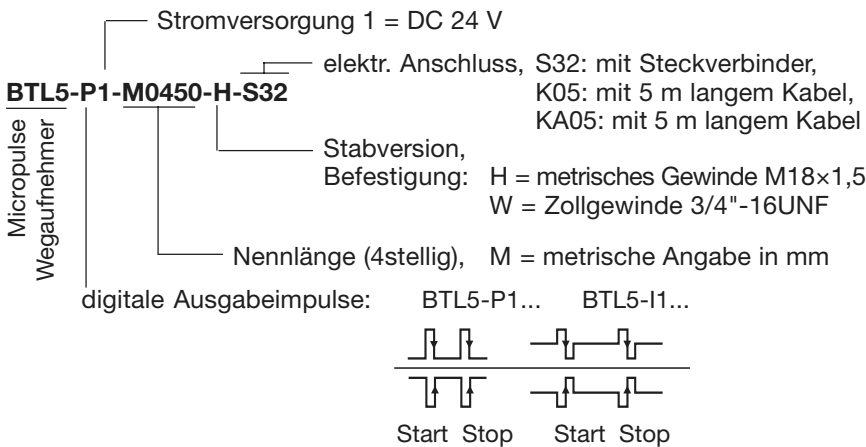 Stromversorgung 1 = DC 24 V
elektr. Anschluss, S32: mit Steckverbinder,
K05: mit 5 m langem Kabel,
KA05: mit 5 m langem Kabel
BTL5-P1-M0450-H-S32
Micropulse
Wegaufnehmer
Stabversion,
Befestigung: H = metrisches Gewinde M18×1,5
W = Zollgewinde 3/4"-16UNF
Nennlänge (4stellig), M = metrische Angabe in mm
digitale Ausgabeimpulse: BTL5-P1... BTL5-I1...
Start Stop Start Stop